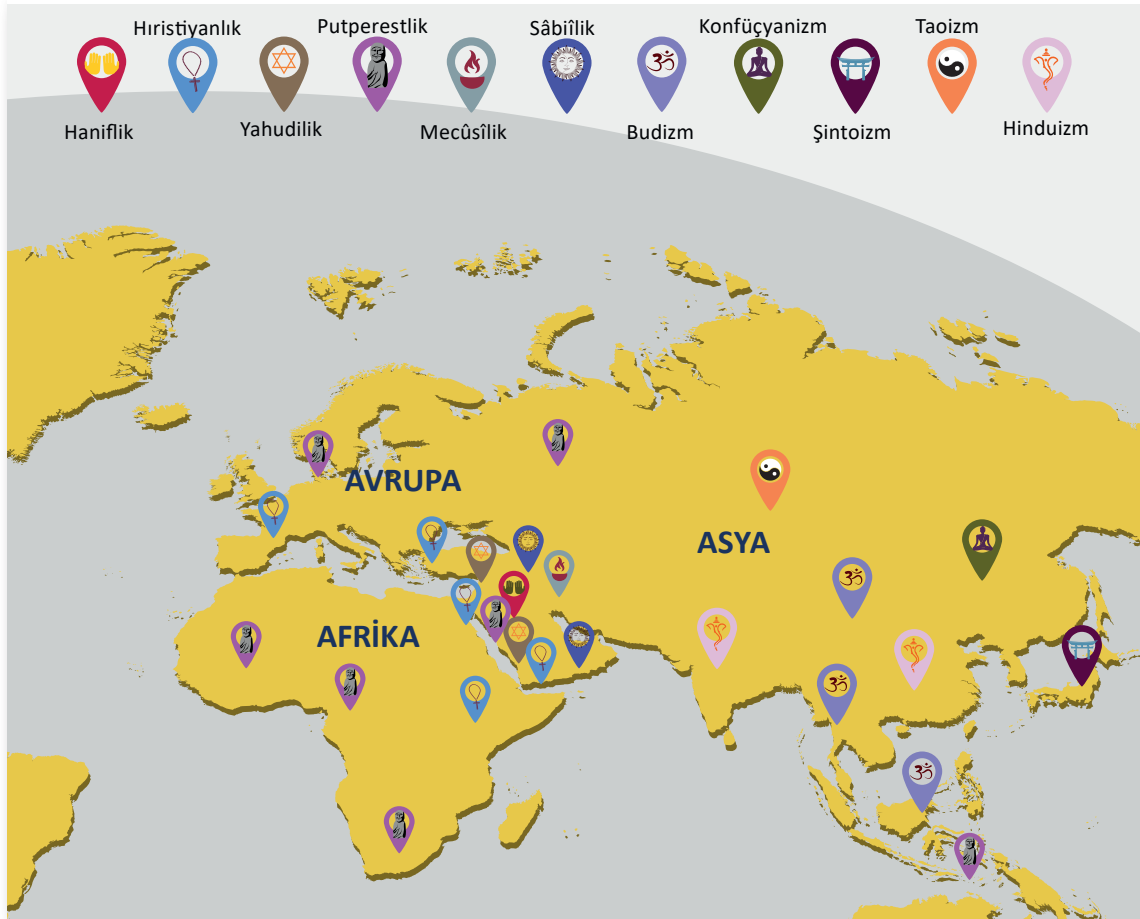 Hıristiyanlık
Putperestlik
Sâbiîlik
Konfüçyanizm
Taoizm
Haniflik
Yahudilik
Mecûsîlik
Budizm
Şintoizm
Hinduizm
AVRUPA
ASYA
AFRİKA